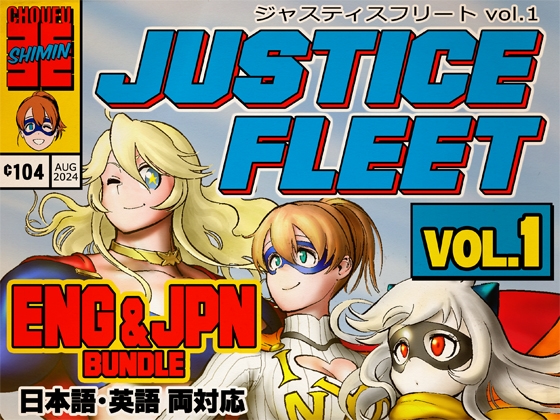 CHOUFU
SHIMIN
¢104
AUG
2024
ジャスティスフリート vol.1
JUSTICE
FLEET
VOL.1
ENG & JPN
BUNDLE
日本語・英語 両対応